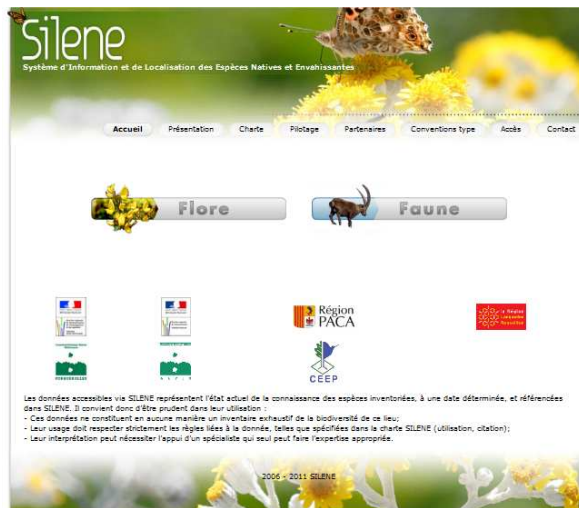 Silene
Système d'Information et de Localisation des Espèces Natives et Envahissantes
Accueil Présentation Charte Pilotage Partenaires Conventions type Accès Contact
Flore Faune
Région
PACA
CEEP
Les données accessibles via SILENE représentent l'état actuel de la connaissance des espèces inventoriées, à une date déterminée, et référencées
dans SILENE. Il convient donc d'être prudent dans leur utilisation :
- Ces données ne constituent en aucune manière un inventaire exhaustif de la biodiversité de ce lieu;
- Leur usage doit respecter strictement les règles liées à la donnée, telles que spécifiées dans la charte SILENE (utilisation, citation);
- Leur interprétation peut nécessiter l'appui d'un spécialiste qui seul peut faire l'expertise appropriée.
2006 - 2011 SILENE